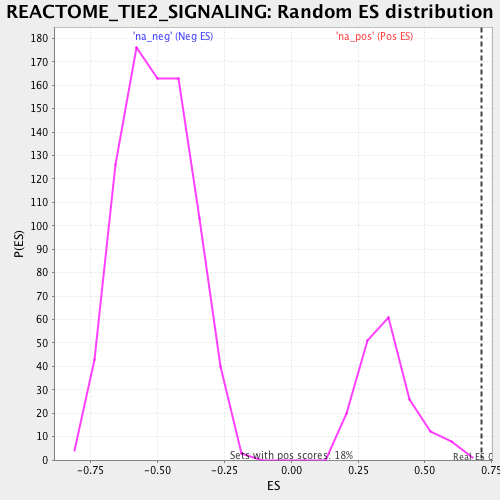 REACTOME_TIE2_SIGNALING: Random ES distribution
'na_neg' (Neg ES) 'na_pos' (Pos ES)
180
170
160
150
140
130
120
110
100
90
80
70
60
50
40
30
20
10
0
P(ES)
Sets with pos scores: 18%
Real ES 0
-0.75 -0.50 -0.25 0.00 0.25 0.50 0.75
ES